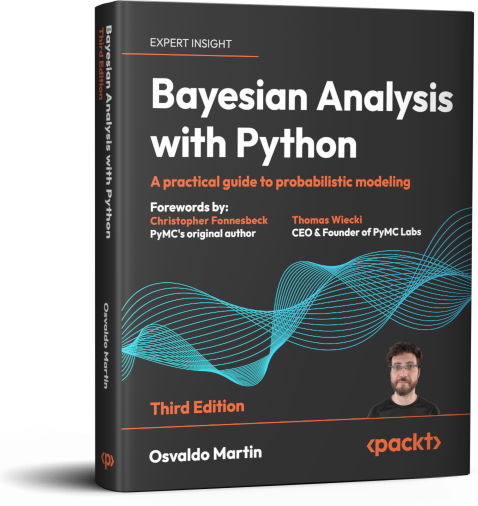 EXPERT INSIGHT
Bayesian Analysis
with Python
A practical guide to probabilistic modeling
Forewords by:
Christopher Fonnesbeck
PyMC's original author
Thomas Wiecki
CEO & Founder of PyMC Labs
Third Edition
Osvaldo Martin
<packt>
Bayesian Analysis with Python
Third Edition
Osvaldo Martin